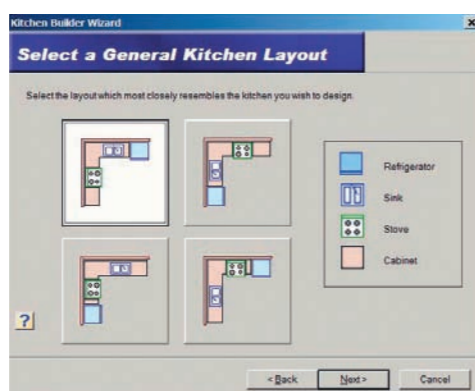 Kitchen Builder Wizard
Select a General Kitchen Layout
Select the layout which most closely resembles the kitchen you wish to design.
Refrigerator
Sink
Stove
Cabinet
?
< Back
Next >
Cancel